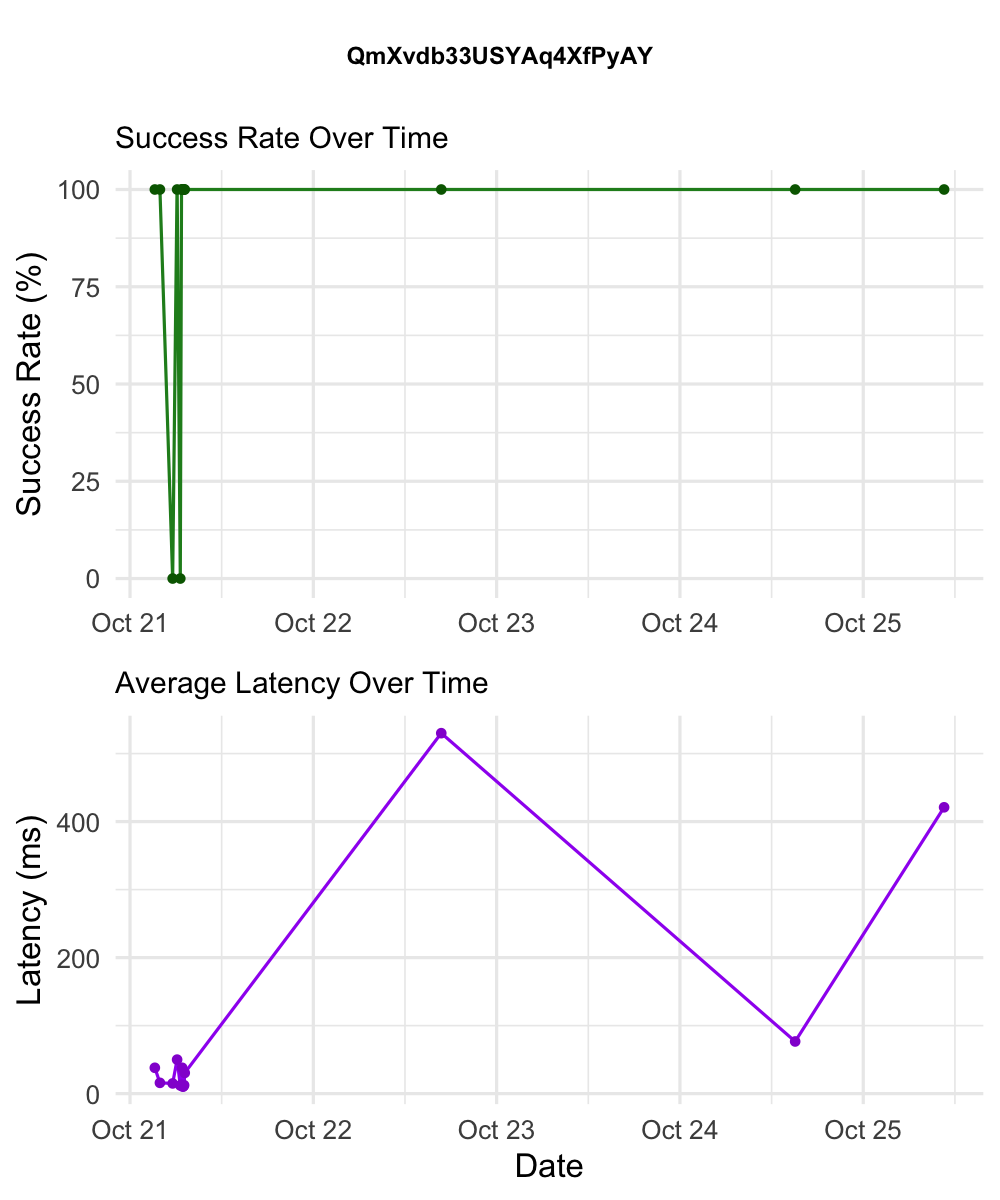 QmXvdb33USYAq4XfPyAY
Success Rate Over Time
Success Rate (%)
100
75
50
25
0
Oct 21 Oct 22 Oct 23 Oct 24 Oct 25
Average Latency Over Time
Latency (ms)
400
200
0
Oct 21 Oct 22 Oct 23 Oct 24 Oct 25
Date